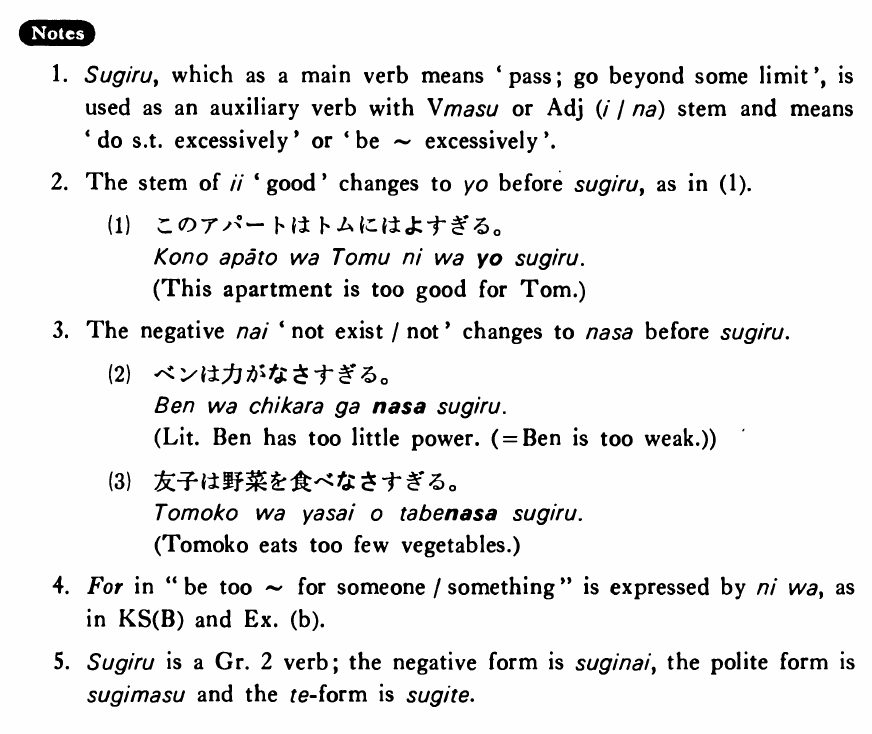 Notes
1. Sugiru, which as a main verb means ‘pass; go beyond some limit’, is
used as an auxiliary verb with Vmasu or Adj (i / na) stem and means
‘do s.t. excessively’ or ‘be ~ excessively’.
2. The stem of ii ‘good’ changes to yo before sugiru, as in (1).
(1) このアパートはトムにはよすぎる。
Kono apāto wa Tomu ni wa yo sugiru.
(This apartment is too good for Tom.)
3. The negative nai ‘not exist / not’ changes to nasa before sugiru.
(2) ベンは力がなさすぎる。
Ben wa chikara ga nasa sugiru.
(Lit. Ben has too little power. (=Ben is too weak.))
(3) 友子は野菜を食べなさすぎる。
Tomoko wa yasai o tabenasa sugiru.
(Tomoko eats too few vegetables.)
4. For in “be too ~ for someone / something” is expressed by ni wa, as
in KS(B) and Ex. (b).
5. Sugiru is a Gr. 2 verb; the negative form is suginai, the polite form is
sugimasu and the te-form is sugite.